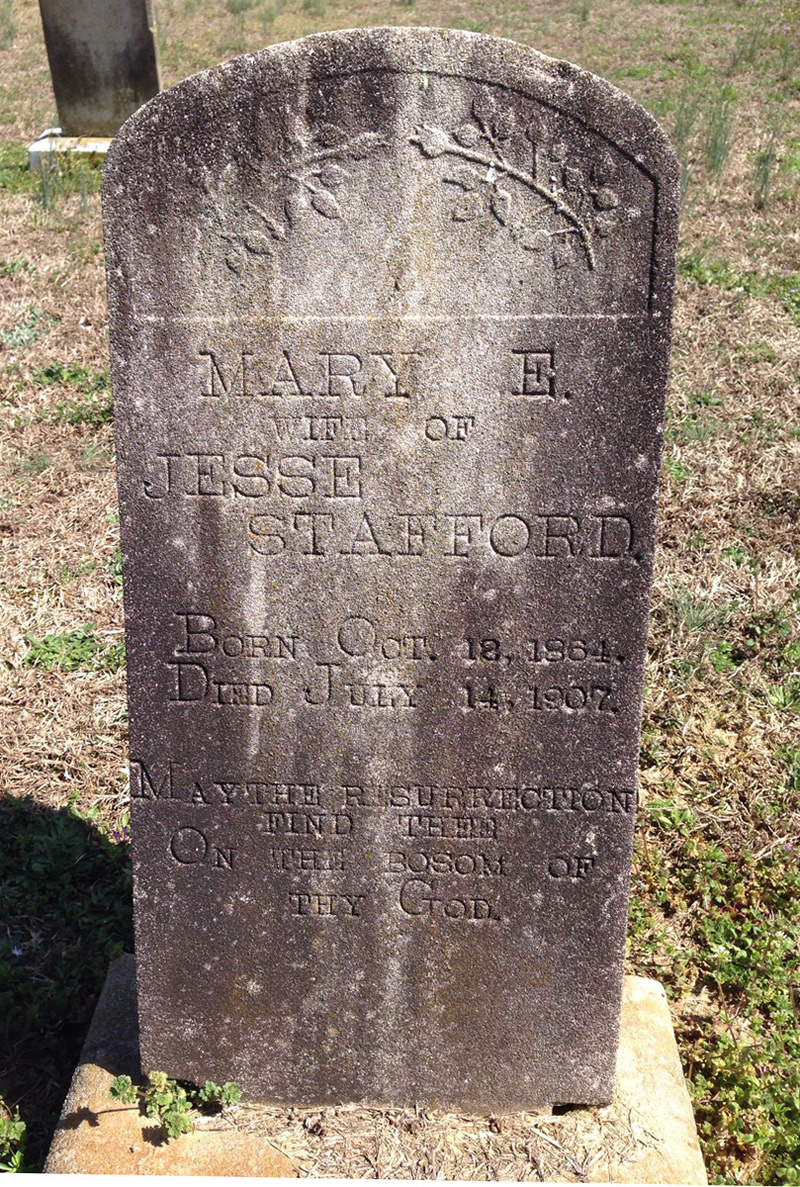 MARY E.
WIFE OF
JESSE
STAFFORD.
BORN OCT. 18, 1864.
DIED JULY 14, 1907.
MAY THE RESURRECTION
FIND THEE
ON THE BOSOM OF
THY GOD.